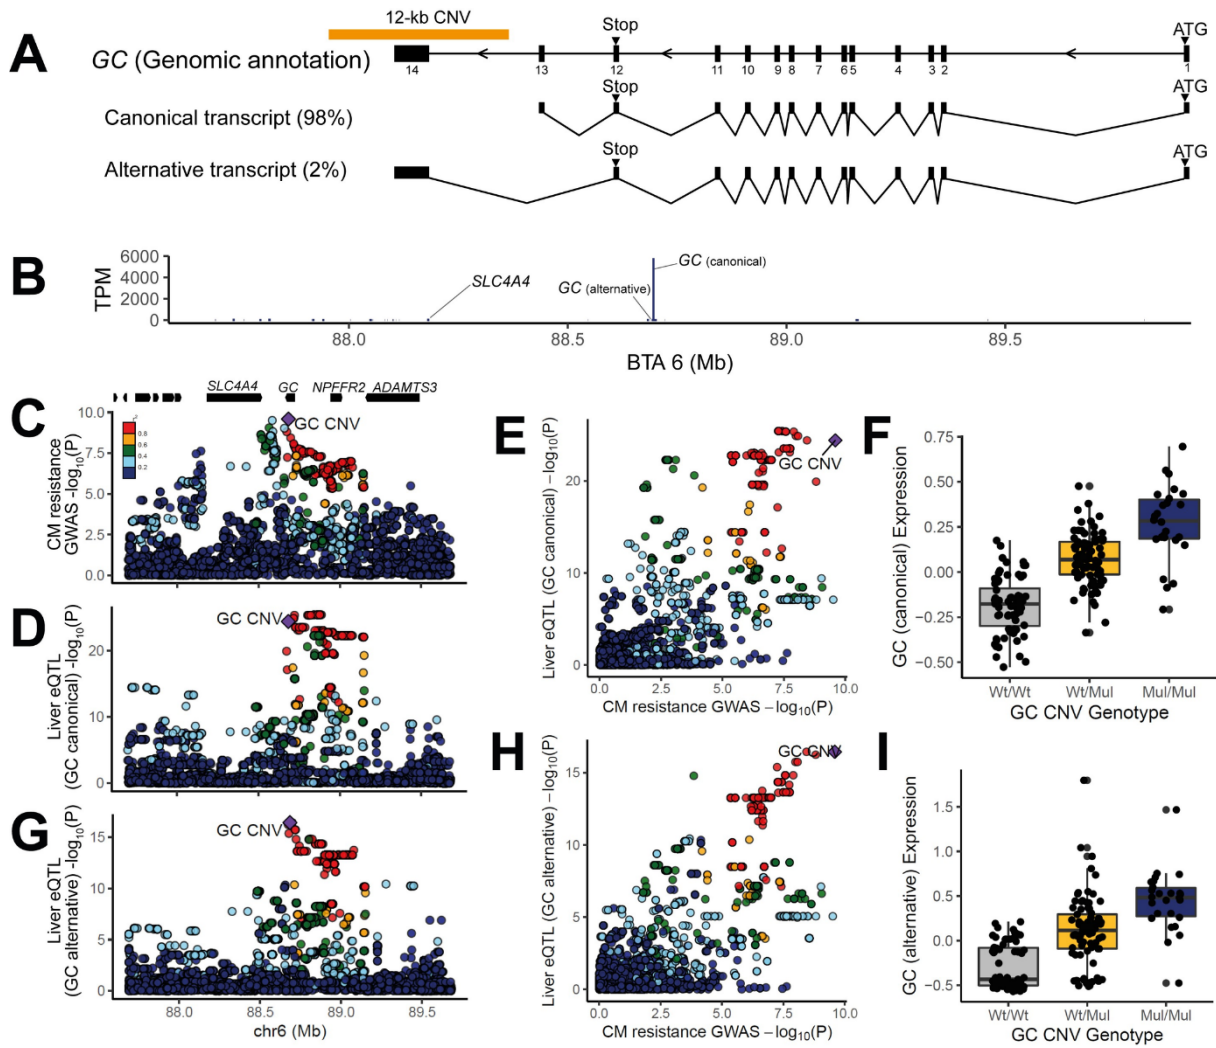 A
12-kb CNV
GC (Genomic annotation)
Stop
ATG
14 13 12 11 10 9 8 7 6 5 4 3 2 1
Canonical transcript (98%)
Stop
ATG
Alternative transcript (2%)
Stop
ATG
B
TPM
6000
4000
2000
0
SLC4A4
GC (alternative)
GC (canonical)
88.0 88.5 89.0 89.5
BTA 6 (Mb)
SLC4A4 GC NPFFR2 ADAMTS3
C
CM resistance
GWAS -log10(P)
10.0
7.5
5.0
2.5
0.0
r2
0.8
0.6
0.4
0.2
GC CNV
D
Liver eQTL
(GC canonical) -log10(P)
20
10
0
GC CNV
G
Liver eQTL
(GC alternative) -log10(P)
15
10
5
0
GC CNV
88.0 88.5 89.0 89.5
chr6 (Mb)
E
Liver eQTL (GC canonical) −log10(P)
20
10
0
GC CNV
0.0 2.5 5.0 7.5 10.0
CM resistance GWAS −log10(P)
F
GC (canonical) Expression
0.75
0.50
0.25
0.00
−0.25
−0.50
Wt/Wt Wt/Mul Mul/Mul
GC CNV Genotype
H
Liver eQTL (GC alternative) −log10(P)
15
10
5
0
GC CNV
0.0 2.5 5.0 7.5 10.0
CM resistance GWAS −log10(P)
I
GC (alternative) Expression
1.5
1.0
0.5
0.0
−0.5
Wt/Wt Wt/Mul Mul/Mul
GC CNV Genotype